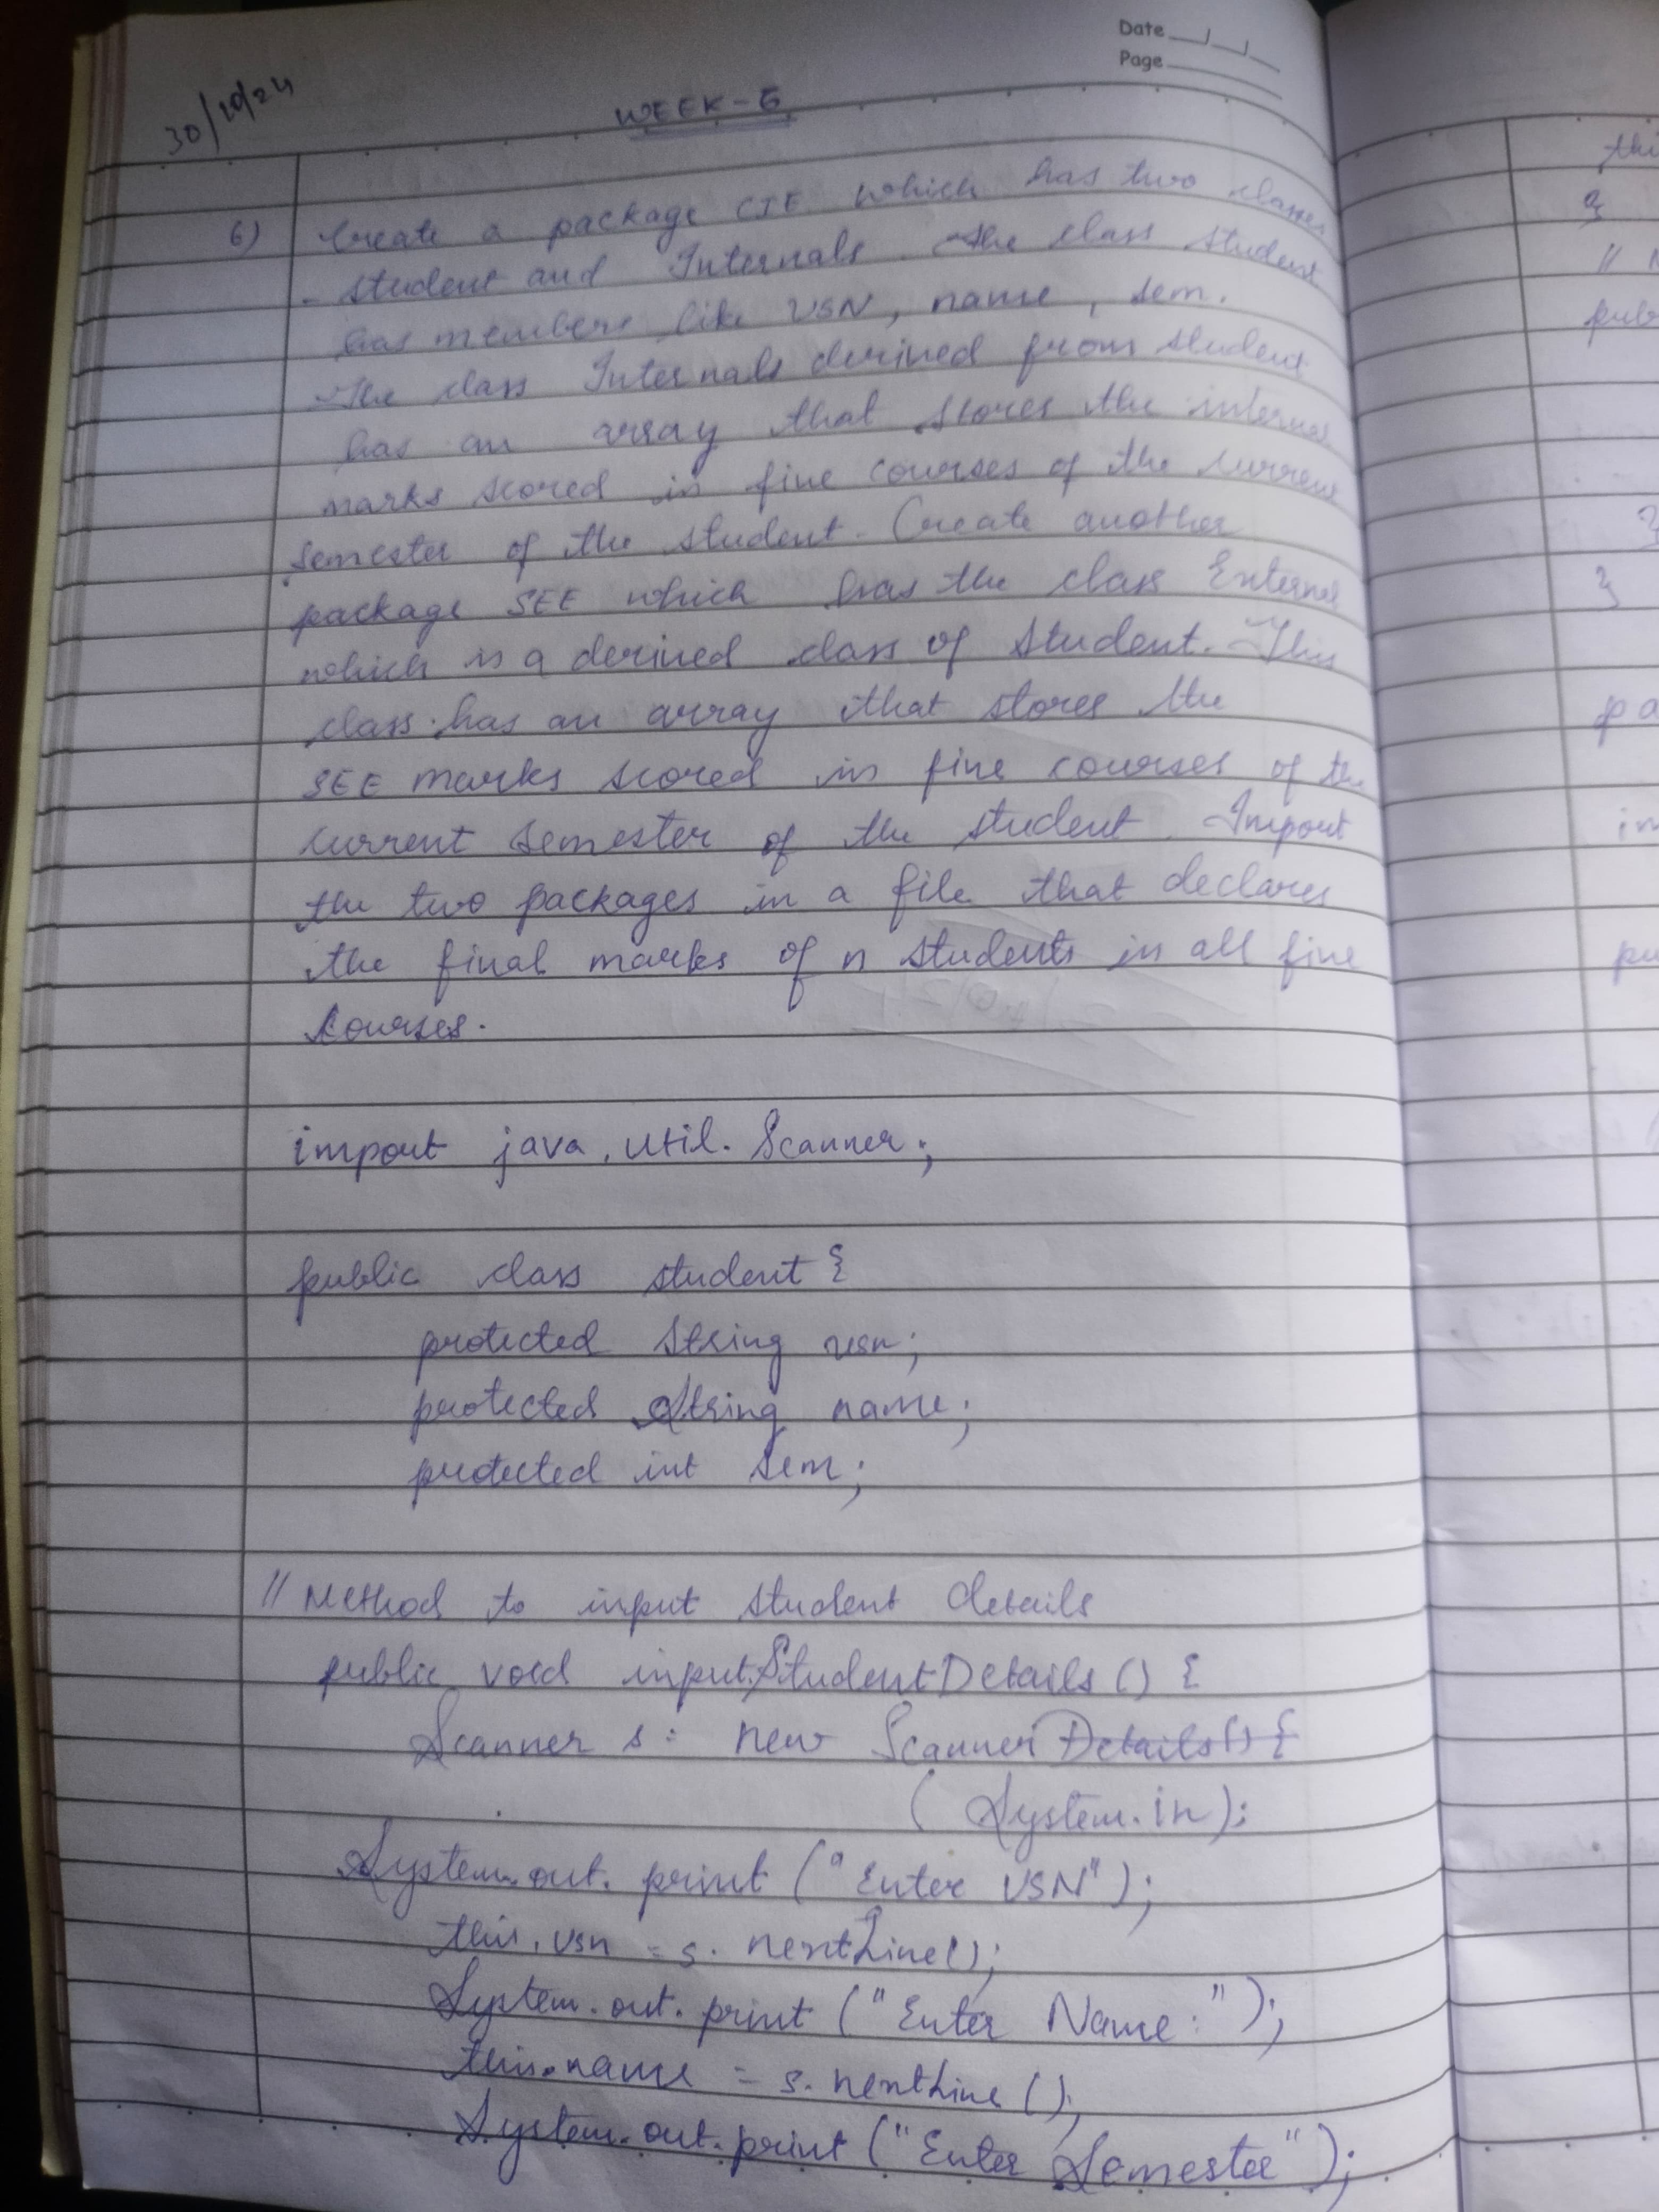 Date
Page
30/10/24
WEEK-6
6) Create a package CIE which has two classes
- student and Internals. The class student
has members like USN, name, sem.
The class Internals derived from student
has an array that stores the internal
marks scored in five courses of the current
semester of the student. Create another
package SEE which has the class External
which is a derived class of student. This
class has an array that stores the
SEE marks scored in five courses of the
current semester of the student. Import
the two packages in a file that declares
the final marks of n students in all five
courses.
import java.util.Scanner;
public class student {
protected String usn;
protected String name;
protected int sem;
// Method to input student details
public void inputStudentDetails() {
Scanner s = new Scanner Details() {
(System.in);
System.out.print ("Enter USN");
this.usn = s.nextLine();
System.out.print ("Enter Name:");
this.name = s.nextLine();
System.out.print ("Enter Semester");
thi
}
//
pub
}
}
pa
im
pu